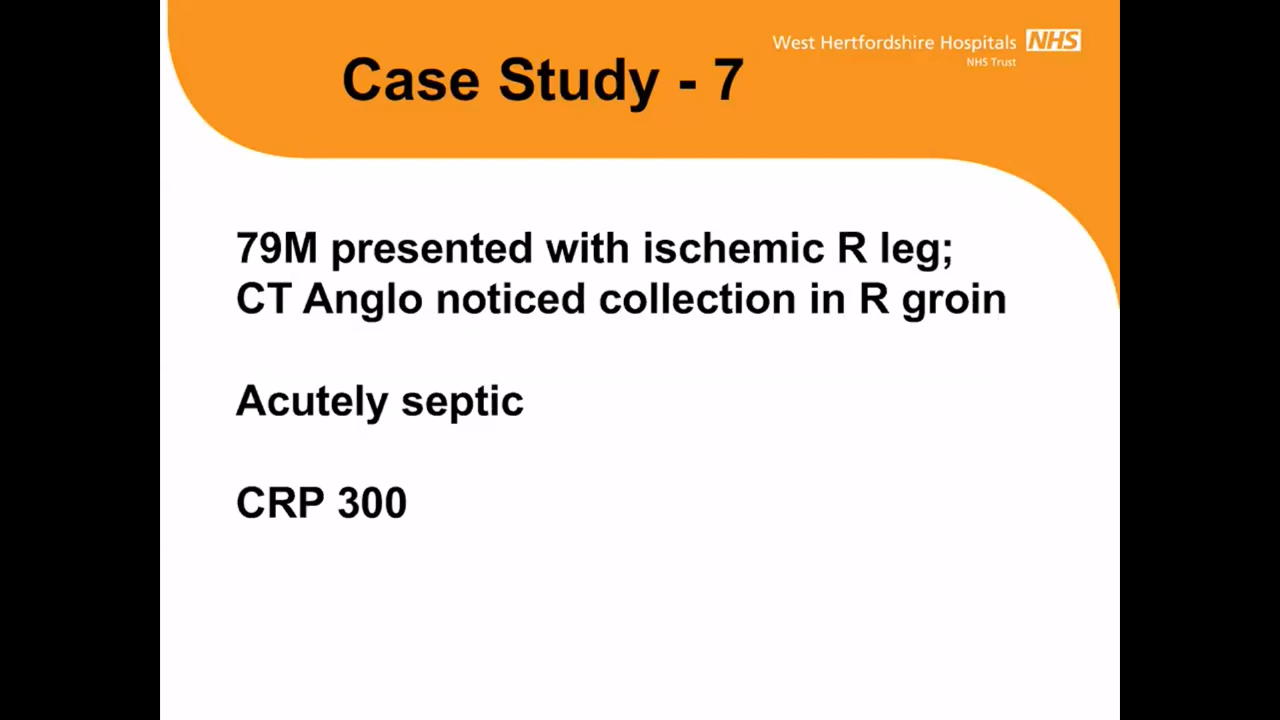 West Hertfordshire Hospitals NHS
NHS Trust
Case Study - 7
79M presented with ischemic R leg;
CT Anglo noticed collection in R groin
Acutely septic
CRP 300